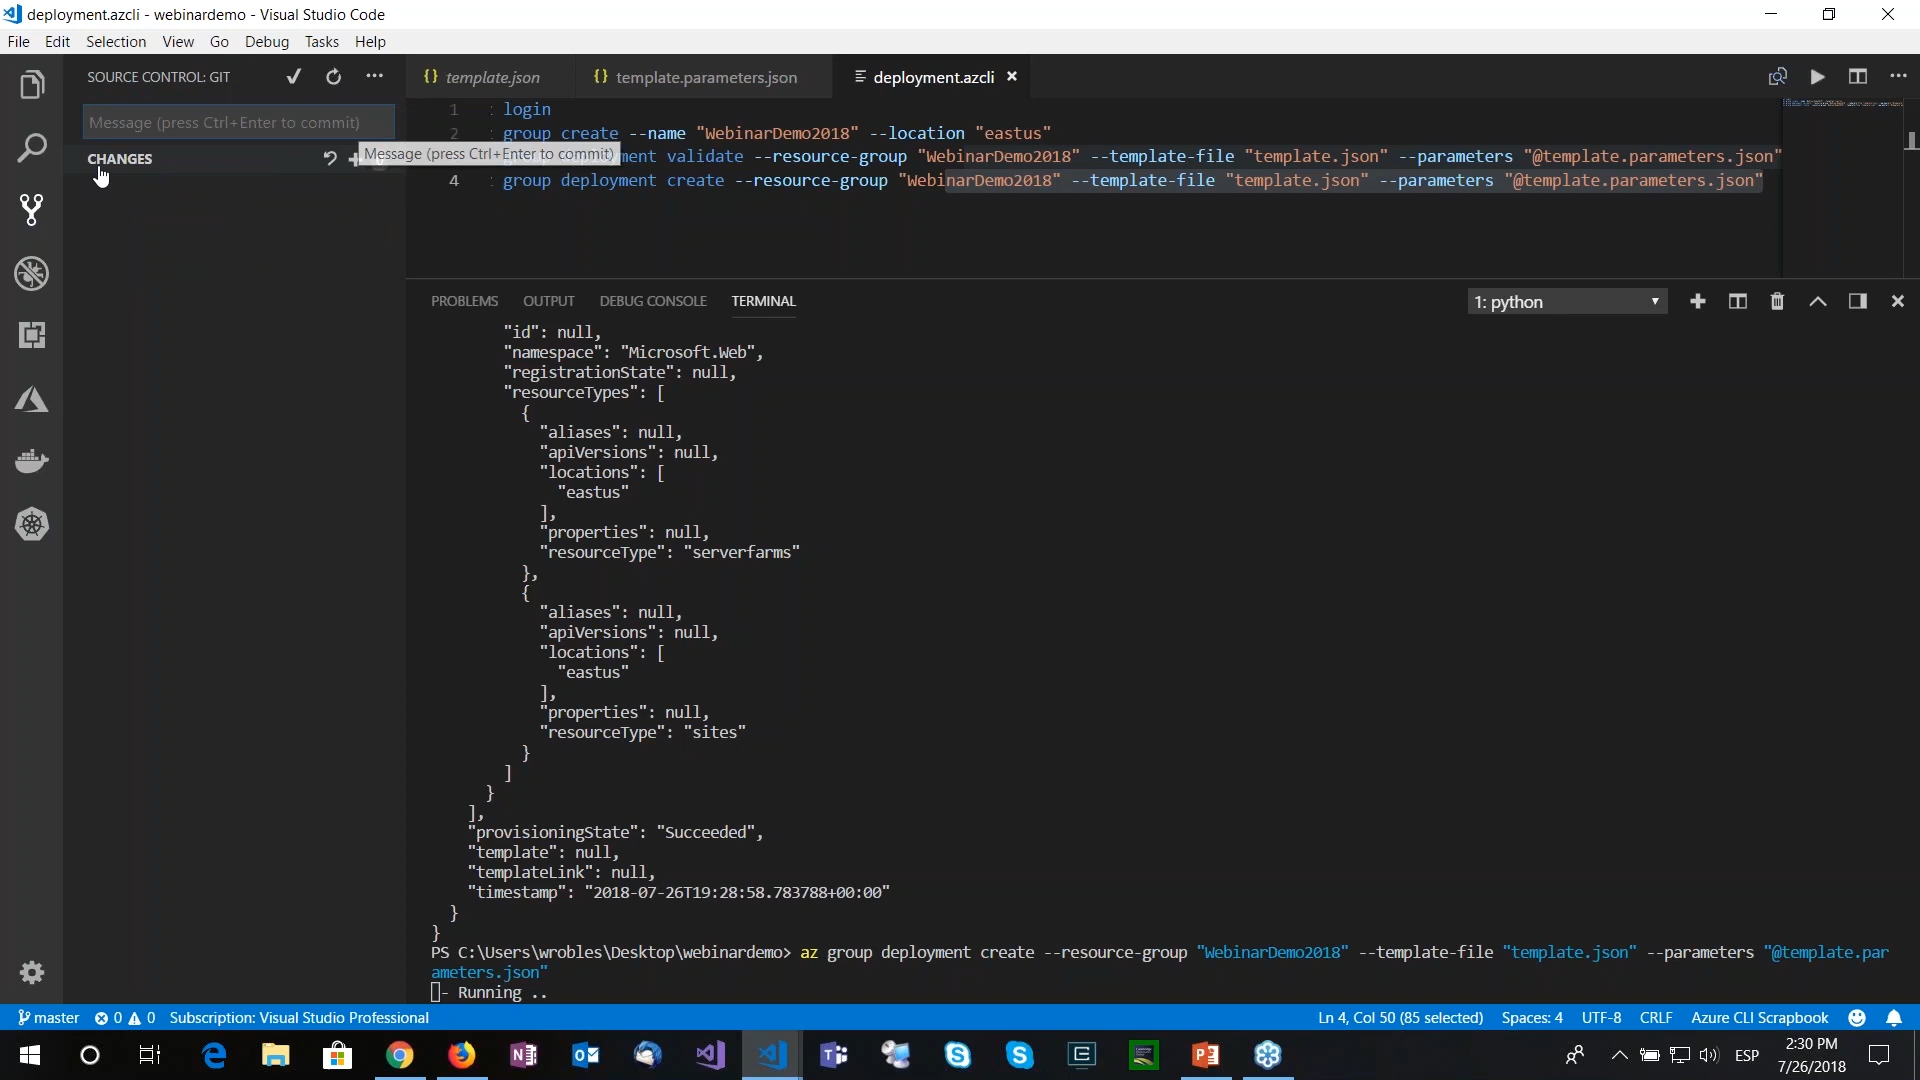 deployment.azcli - webinardemo - Visual Studio Code
File Edit Selection View Go Debug Tasks Help
SOURCE CONTROL: GIT
template.json template.parameters.json deployment.azcli
Message (press Ctrl+Enter to commit)
CHANGES
Message (press Ctrl+Enter to commit)
1 login
2 group create --name "WebinarDemo2018" --location "eastus"
ment validate --resource-group "WebinarDemo2018" --template-file "template.json" --parameters "@template.parameters.json"
4 group deployment create --resource-group "WebinarDemo2018" --template-file "template.json" --parameters "@template.parameters.json"
PROBLEMS OUTPUT DEBUG CONSOLE TERMINAL
1: python
"id": null,
"namespace": "Microsoft.Web",
"registrationState": null,
"resourceTypes": [
{
"aliases": null,
"apiVersions": null,
"locations": [
"eastus"
],
"properties": null,
"resourceType": "serverfarms"
},
{
"aliases": null,
"apiVersions": null,
"locations": [
"eastus"
],
"properties": null,
"resourceType": "sites"
}
]
}
],
"provisioningState": "Succeeded",
"template": null,
"templateLink": null,
"timestamp": "2018-07-26T19:28:58.783788+00:00"
}
}
PS C:\Users\wrobles\Desktop\webinardemo> az group deployment create --resource-group "WebinarDemo2018" --template-file "template.json" --parameters "@template.par
ameters.json"
- Running ..
master 0 0 Subscription: Visual Studio Professional Ln 4, Col 50 (85 selected) Spaces: 4 UTF-8 CRLF Azure CLI Scrapbook
ESP
2:30 PM
7/26/2018